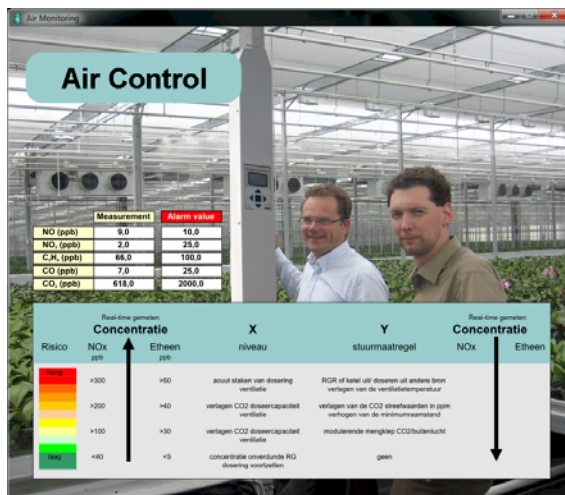 Air Monitoring
Air Control
Measurement Alarm value
NO (ppb) 9,0 10,0
NO₂ (ppb) 2,0 25,0
C₂H₄ (ppb) 66,0 100,0
CO (ppb) 7,0 25,0
CO₂ (ppb) 618,0 2000,0
Real-time gemeten Real-time gemeten
Concentratie X Y Concentratie
Risico NOx Etheen niveau stuurmaatregel NOx Etheen
ppb ppb
hoog
>300 >50 acuut staken van dosering RGR of ketel uit/ doseren uit andere bron
ventilatie verlagen van de ventilatietemperatuur
>200 >40 verlagen CO2 doseercapaciteit verlagen van de CO2 streefwaarden in ppm
ventilatie verhogen van de minimumraamstand
>100 >30 verlagen CO2 doseercapaciteit modulerende mengklep CO2/buitenlucht
ventilatie
laag <40 <5 concentratie onverdunde RG geen
dosering voortzetten